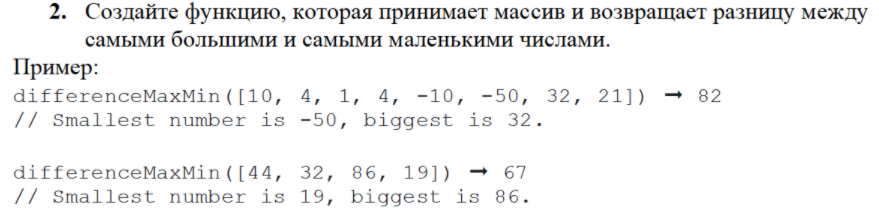 2. Создайте функцию, которая принимает массив и возвращает разницу между
самыми большими и самыми маленькими числами.
Пример:
differenceMaxMin([10, 4, 1, 4, -10, -50, 32, 21]) ➞ 82
// Smallest number is -50, biggest is 32.
differenceMaxMin([44, 32, 86, 19]) ➞ 67
// Smallest number is 19, biggest is 86.